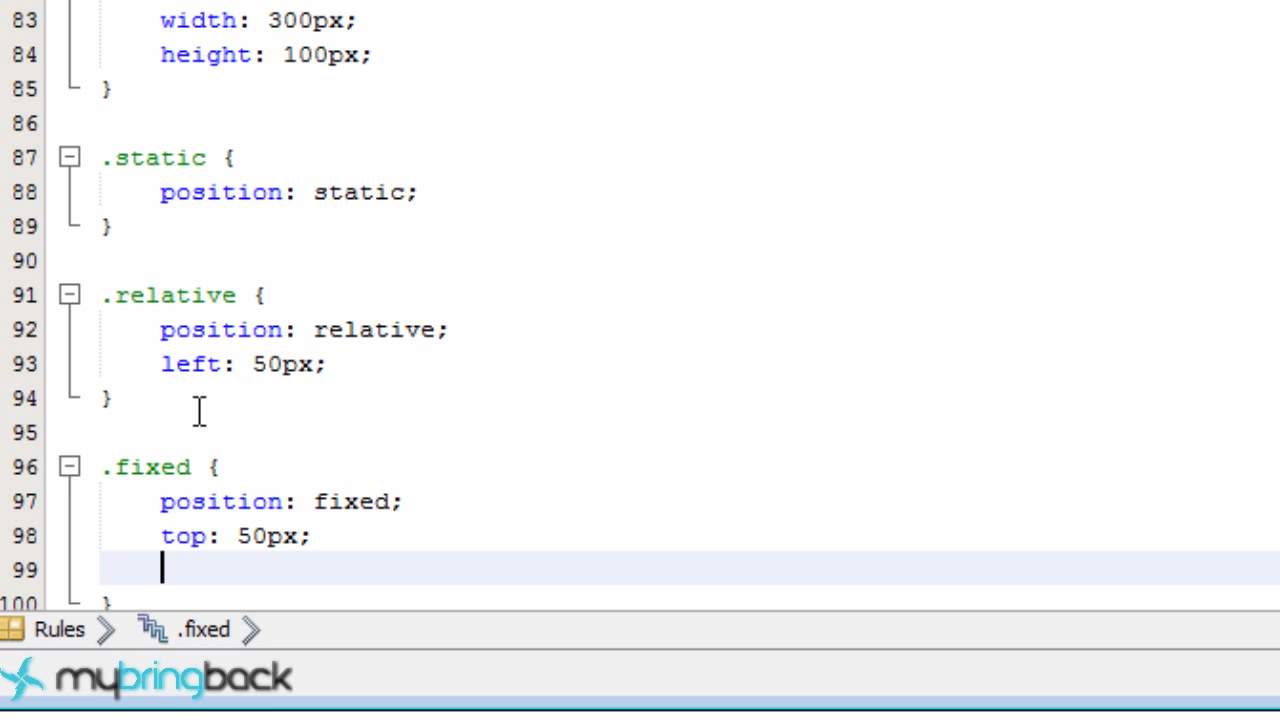 83 width: 300px;
84 height: 100px;
85 }
86
87 .static {
88 position: static;
89 }
90
91 .relative {
92 position: relative;
93 left: 50px;
94 }
95
96 .fixed {
97 position: fixed;
98 top: 50px;
99
100 }
Rules .fixed
mybringback